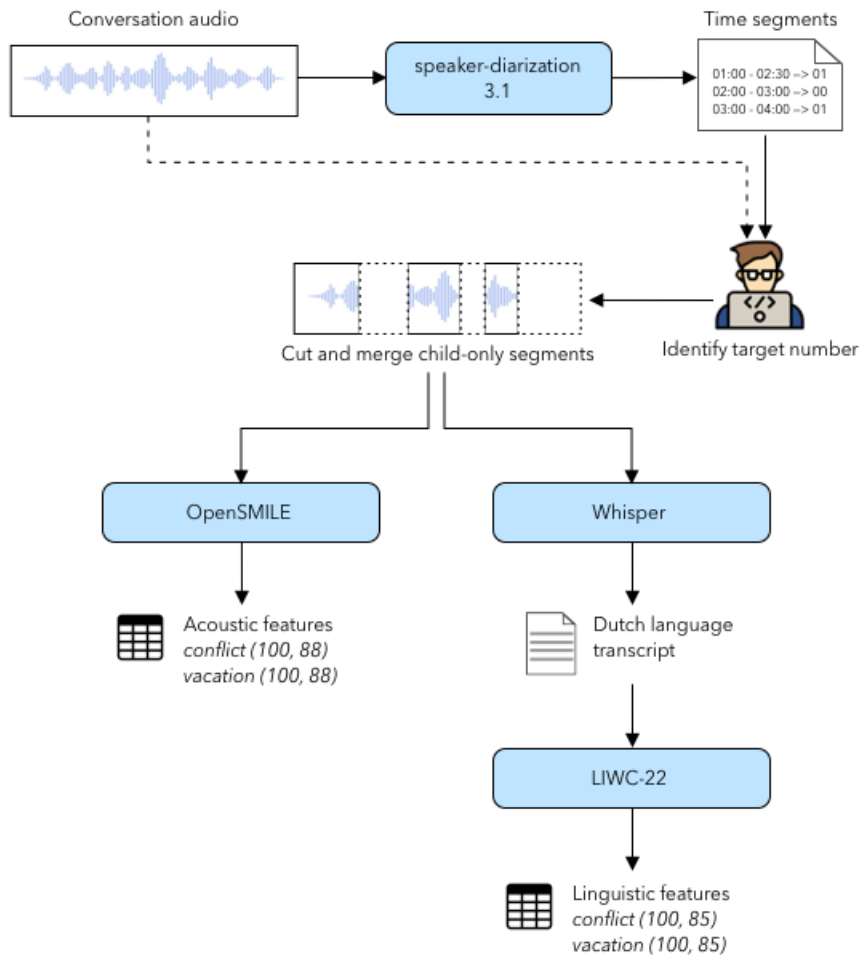 Conversation audio
Time segments
speaker-diarization
3.1
01:00 - 02:30 => 01
02:00 - 03:00 => 00
03:00 - 04:00 => 01
</>
Identify target number
Cut and merge child-only segments
OpenSMILE
Whisper
Acoustic features
conflict (100, 88)
vacation (100, 88)
Dutch language
transcript
LIWC-22
Linguistic features
conflict (100, 85)
vacation (100, 85)